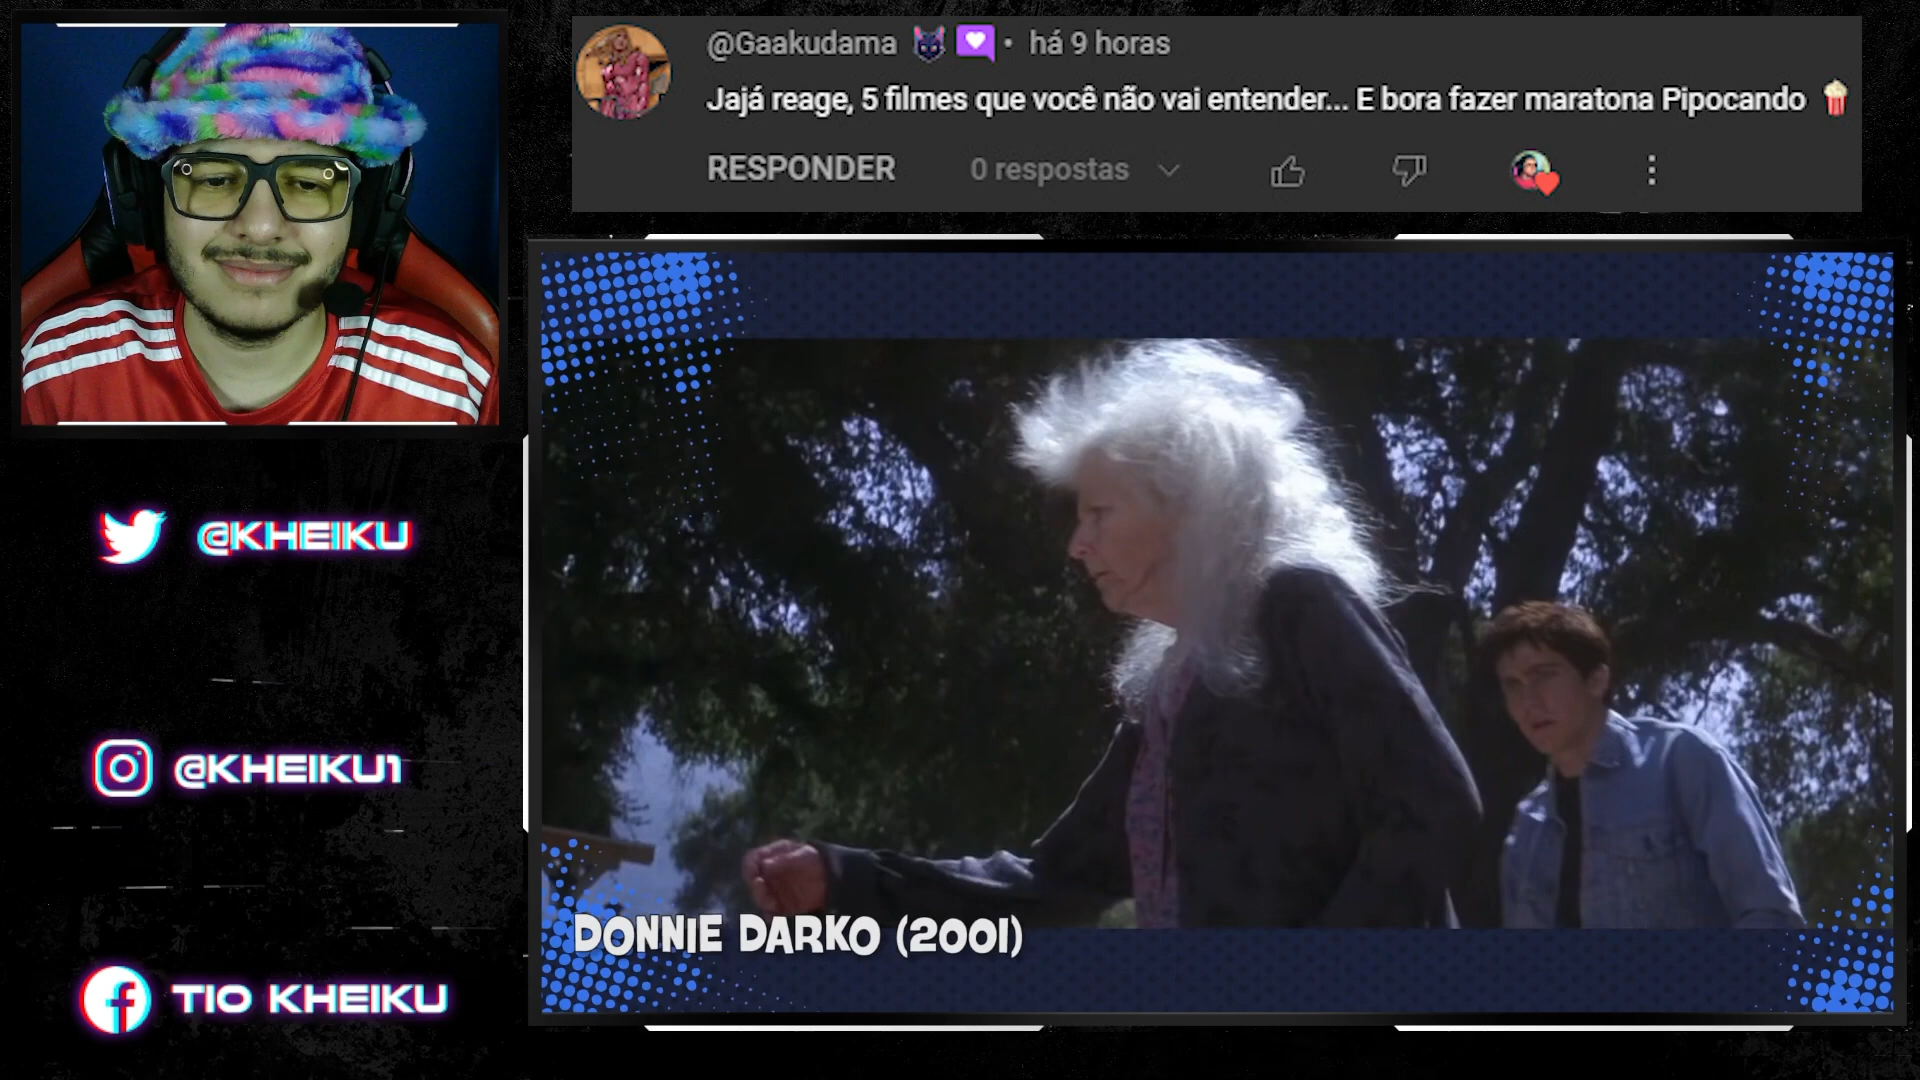 @Gaakudama • há 9 horas
Jajá reage, 5 filmes que você não vai entender... E bora fazer maratona Pipocando
RESPONDER 0 respostas
@KHEIKU
@KHEIKU1
TIO KHEIKU
DONNIE DARKO (2001)